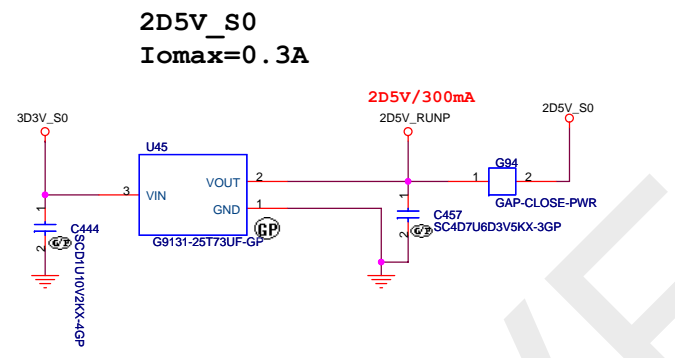 2D5V_S0
Iomax=0.3A
2D5V/300mA
3D3V_S0
2D5V_RUNP
2D5V_S0
U45
G94
3 VIN
VOUT 2
1 2
GND 1
GAP-CLOSE-PWR
GP
G9131-25T73UF-GP
1
2
C444
SCD1U10V2KX-4GP
G/P
1
2
C457
SC4D7U6D3V5KX-3GP
G/P